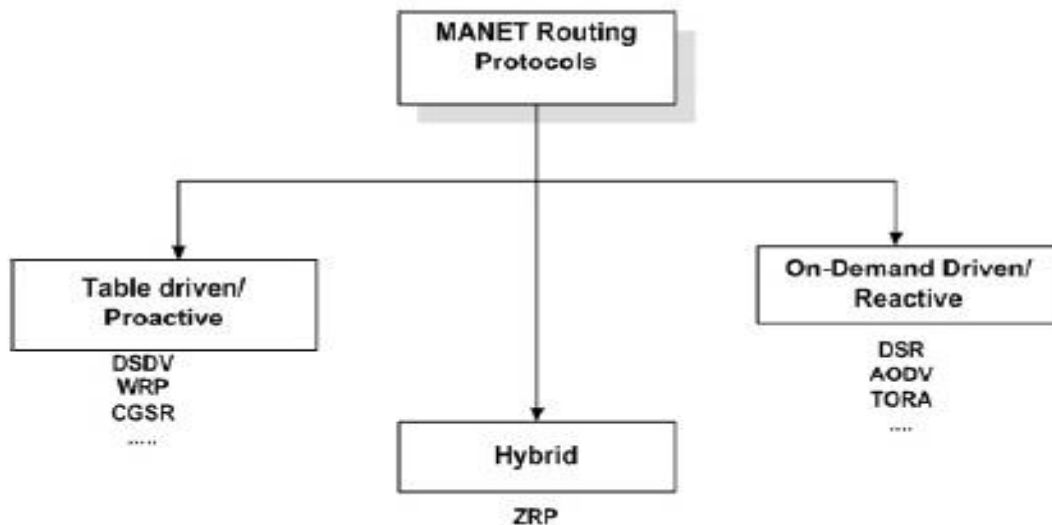 MANET Routing
Protocols
Table driven/
Proactive
DSDV
WRP
CGSR
.....
Hybrid
ZRP
On-Demand Driven/
Reactive
DSR
AODV
TORA
....